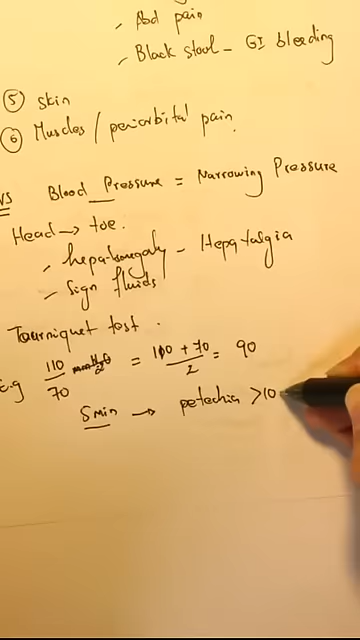 Abd pain
Black stool - GI bleeding
⑤ skin
⑥ Muscles / periorbital pain.
VS Blood Pressure = Narrowing Pressure
Head → toe.
Hepatalgia
sign fluids
Tourniquet test.
E.g 110/70 = 110 + 70/2 = 90
5min → petechia >10